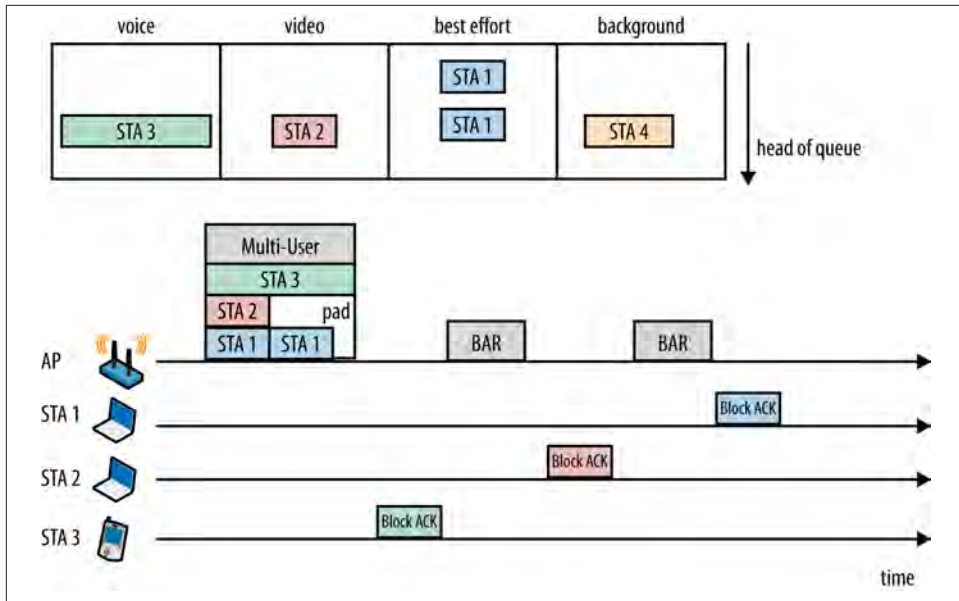 voice video best effort background
STA 1
STA 3 STA 2 STA 1 STA 4
head of queue
Multi-User
STA 3
STA 2 pad
STA 1 STA 1 BAR BAR
AP
STA 1 Block ACK
STA 2 Block ACK
STA 3 Block ACK
time